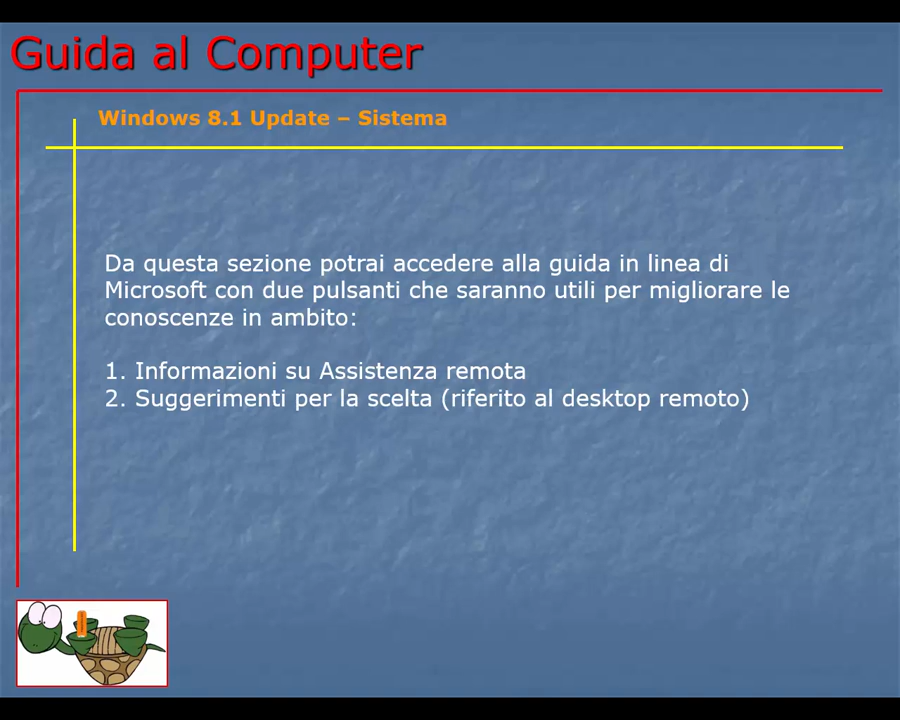 Guida al Computer
Windows 8.1 Update – Sistema
Da questa sezione potrai accedere alla guida in linea di
Microsoft con due pulsanti che saranno utili per migliorare le
conoscenze in ambito:
1. Informazioni su Assistenza remota
2. Suggerimenti per la scelta (riferito al desktop remoto)